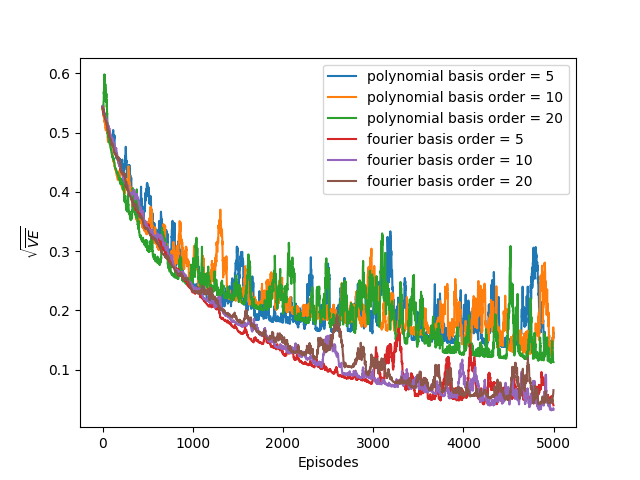 0.6
0.5
0.4
0.3
0.2
0.1
√VE
0
1000
2000
3000
4000
5000
Episodes
polynomial basis order = 5
polynomial basis order = 10
polynomial basis order = 20
fourier basis order = 5
fourier basis order = 10
fourier basis order = 20